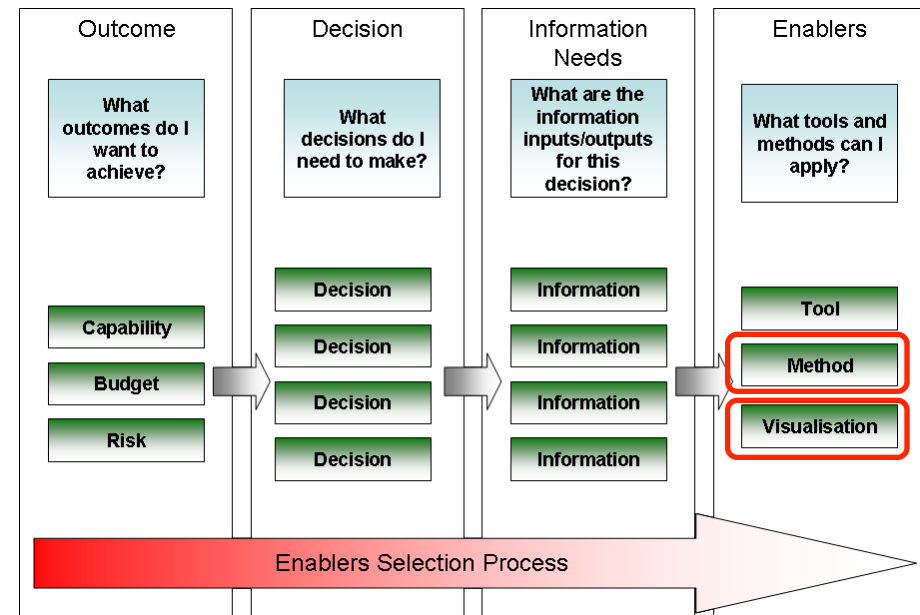 Outcome
What
outcomes do I
want to
achieve?
Capability
Budget
Risk
Decision
What
decisions do I
need to make?
Decision
Decision
Decision
Decision
Information
Needs
What are the
information
inputs/outputs
for this
decision?
Information
Information
Information
Information
Enablers
What tools and
methods can I
apply?
Tool
Method
Visualisation
Enablers Selection Process